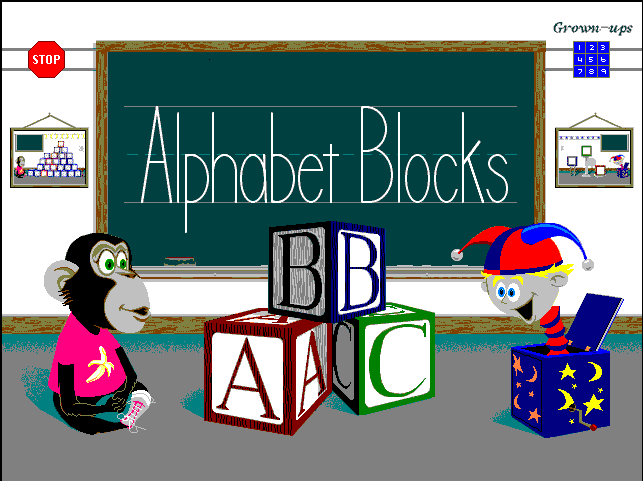 Grown-ups
STOP
1 2 3
4 5 6
7 8 9
Alphabet Blocks
B B
A A C C